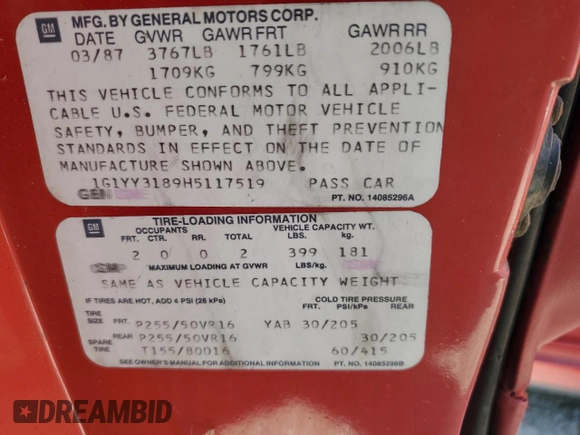 GM MFG. BY GENERAL MOTORS CORP.
DATE GVWR GAWR FRT GAWR RR
03/87 3767LB 1761LB 2006LB
1709KG 799KG 910KG
THIS VEHICLE CONFORMS TO ALL APPLI-
CABLE U.S. FEDERAL MOTOR VEHICLE
SAFETY, BUMPER, AND THEFT PREVENTION
STANDARDS IN EFFECT ON THE DATE OF
MANUFACTURE SHOWN ABOVE.
1G1YY3189H5117519 PASS CAR
PT. NO. 14085296A
GM TIRE-LOADING INFORMATION
OCCUPANTS VEHICLE CAPACITY WT.
FRT. CTR. RR. TOTAL LBS. kg.
2 0 0 2 399 181
MAXIMUM LOADING AT GVWR LBS/kg.
SAME AS VEHICLE CAPACITY WEIGHT
IF TIRES ARE HOT, ADD 4 PSI (28 kPa) COLD TIRE PRESSURE
FRT. PSI/kPa REAR
TIRE
SIZE FRT. P255/50VR16 YAB 30/205
REAR P255/50VR16 30/205
SPARE
TIRE T155/80D16 60/415
SEE OWNER'S MANUAL FOR ADDITIONAL INFORMATION PT. NO. 14085296B
DREAMBID